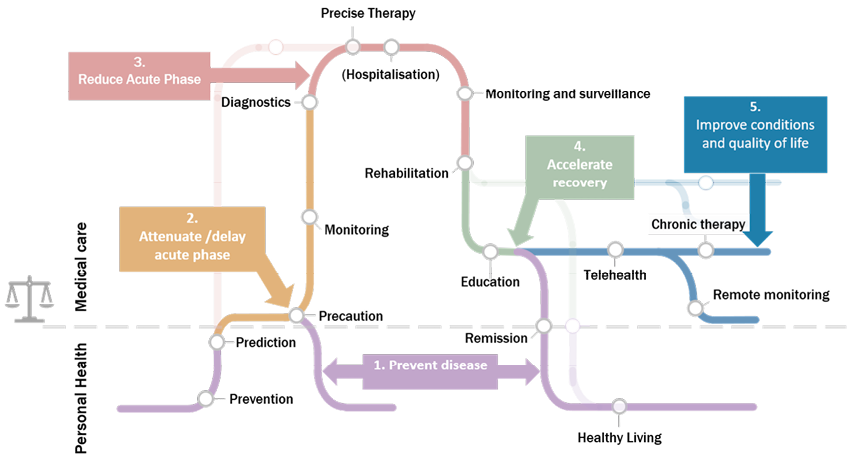 Precise Therapy
3.
Reduce Acute Phase
(Hospitalisation)
Diagnostics
Monitoring and surveillance
5.
Improve conditions
and quality of life
4.
Accelerate
recovery
Rehabilitation
2.
Attenuate /delay
acute phase
Monitoring
Chronic therapy
Medical care
Education
Telehealth
Remote monitoring
Precaution
Prediction
Remission
Personal Health
1. Prevent disease
Prevention
Healthy Living